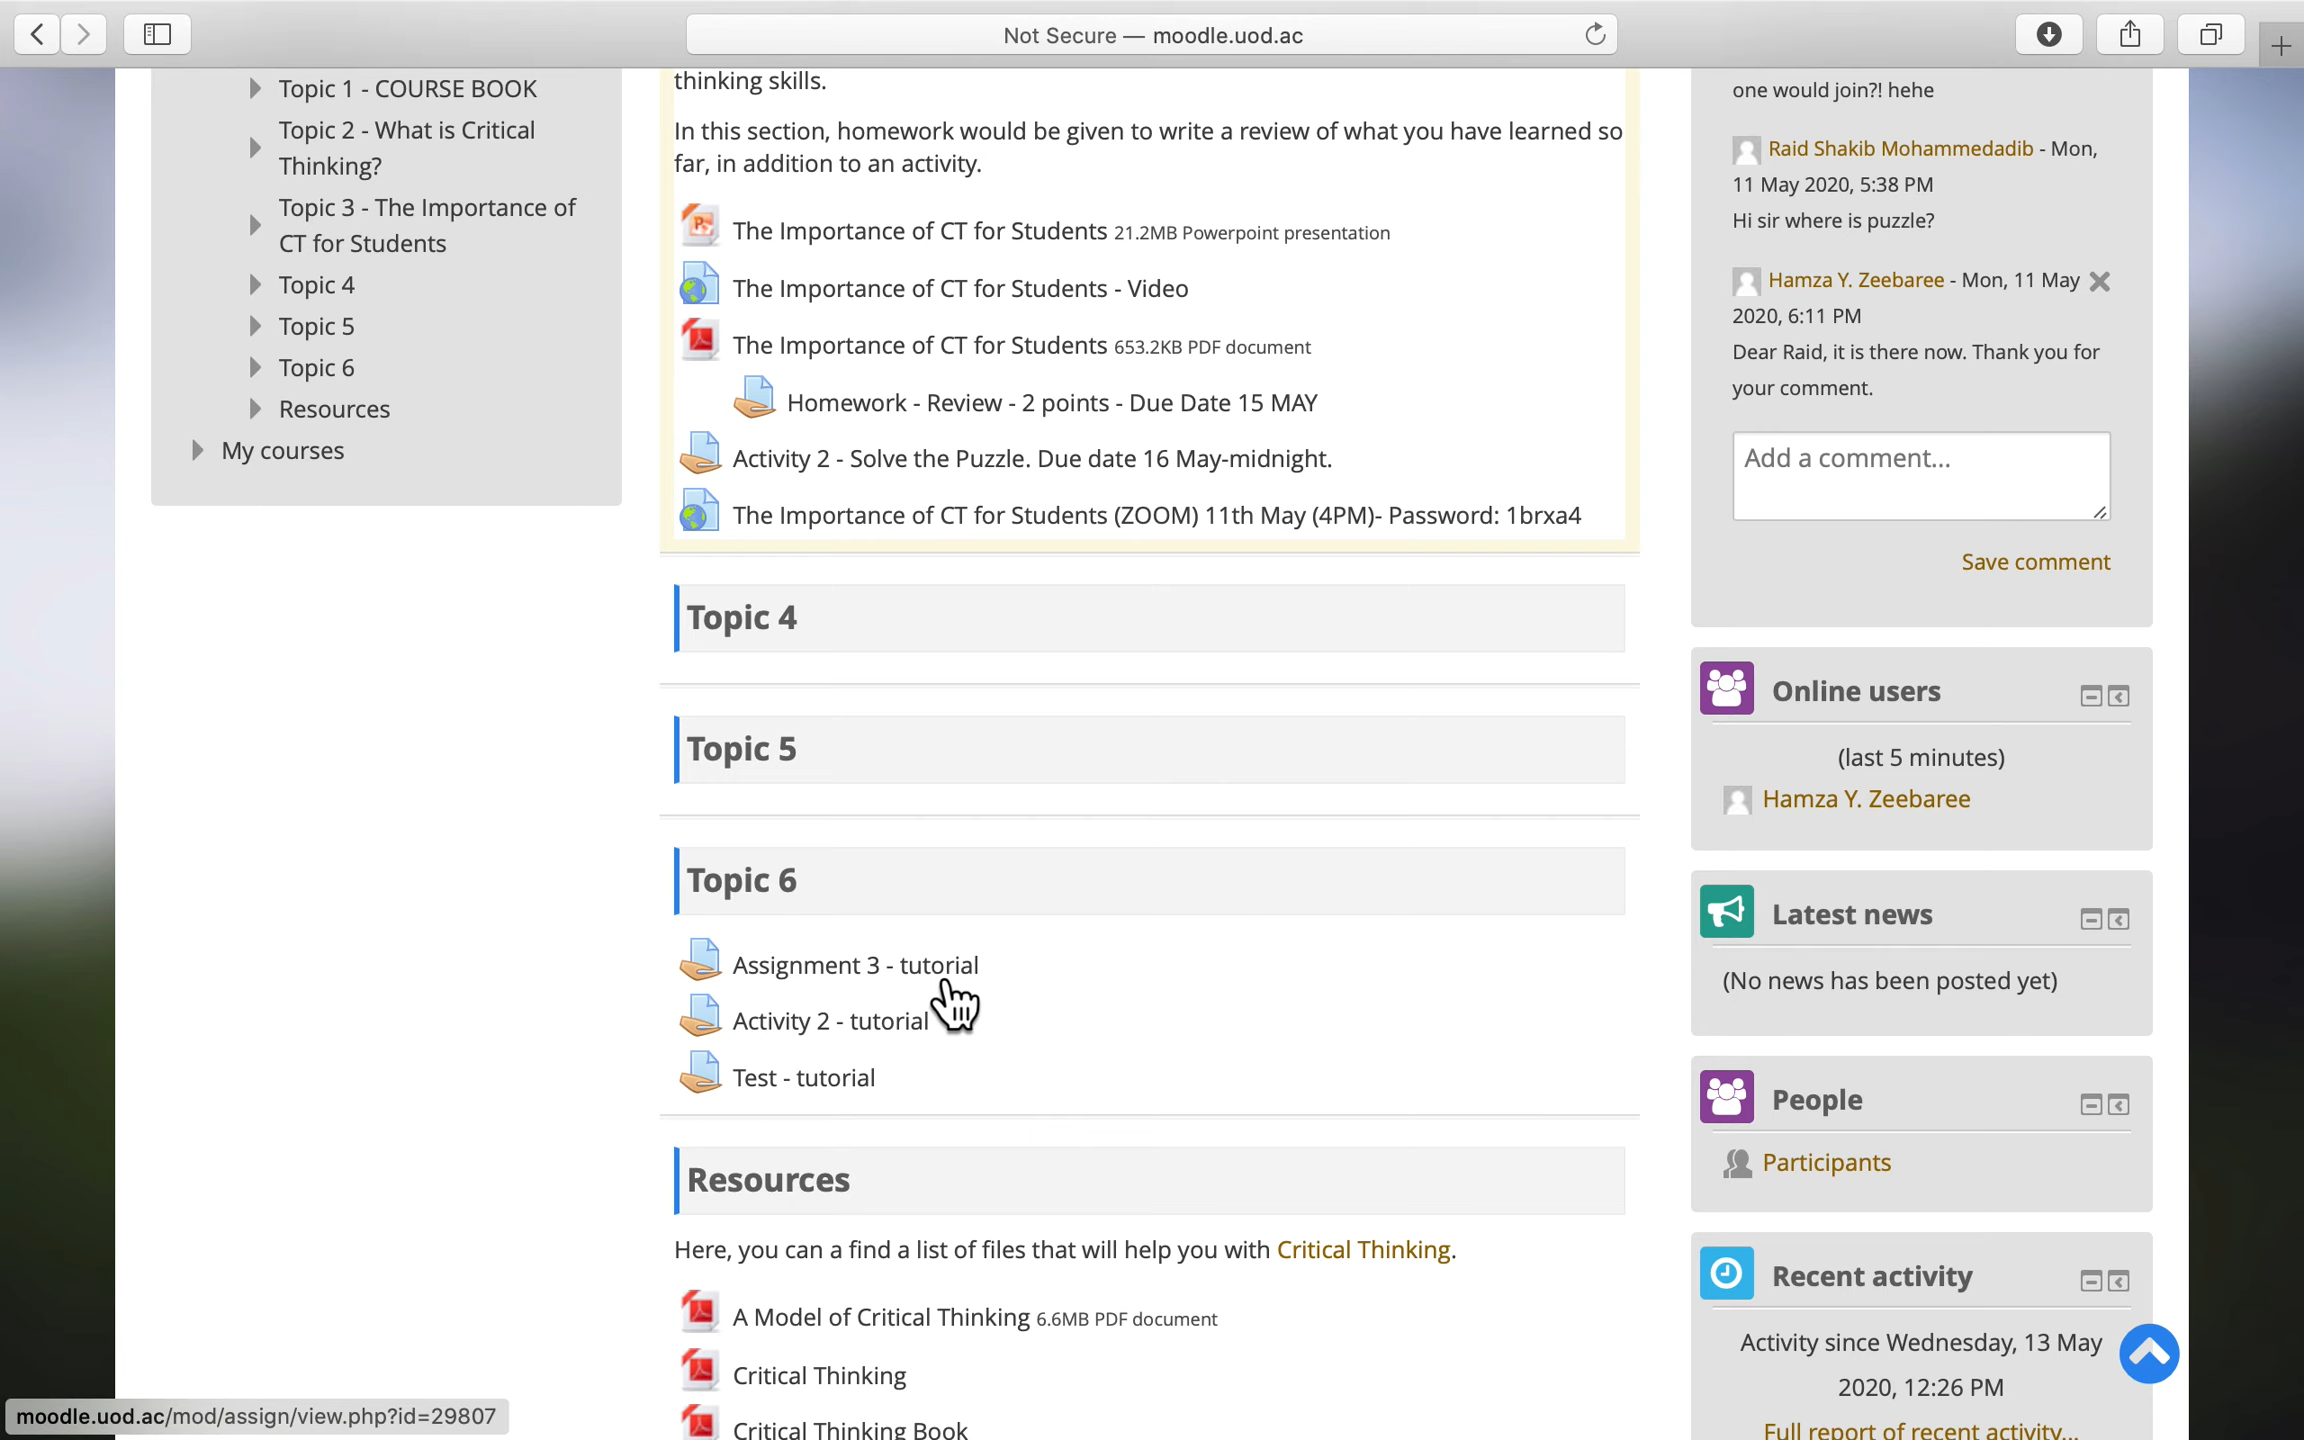 Not Secure — moodle.uod.ac
Topic 1 - COURSE BOOK
Topic 2 - What is Critical
Thinking?
Topic 3 - The Importance of
CT for Students
Topic 4
Topic 5
Topic 6
Resources
My courses
thinking skills.
In this section, homework would be given to write a review of what you have learned so
far, in addition to an activity.
The Importance of CT for Students 21.2MB Powerpoint presentation
The Importance of CT for Students - Video
The Importance of CT for Students 653.2KB PDF document
Homework - Review - 2 points - Due Date 15 MAY
Activity 2 - Solve the Puzzle. Due date 16 May-midnight.
The Importance of CT for Students (ZOOM) 11th May (4PM)- Password: 1brxa4
Topic 4
Topic 5
Topic 6
Assignment 3 - tutorial
Activity 2 - tutorial
Test - tutorial
Resources
Here, you can a find a list of files that will help you with Critical Thinking.
A Model of Critical Thinking 6.6MB PDF document
Critical Thinking
Critical Thinking Book
one would join?! hehe
Raid Shakib Mohammedadib - Mon,
11 May 2020, 5:38 PM
Hi sir where is puzzle?
Hamza Y. Zeebaree - Mon, 11 May
2020, 6:11 PM
Dear Raid, it is there now. Thank you for
your comment.
Add a comment...
Save comment
Online users
(last 5 minutes)
Hamza Y. Zeebaree
Latest news
(No news has been posted yet)
People
Participants
Recent activity
Activity since Wednesday, 13 May
2020, 12:26 PM
Full report of recent activity...
moodle.uod.ac/mod/assign/view.php?id=29807